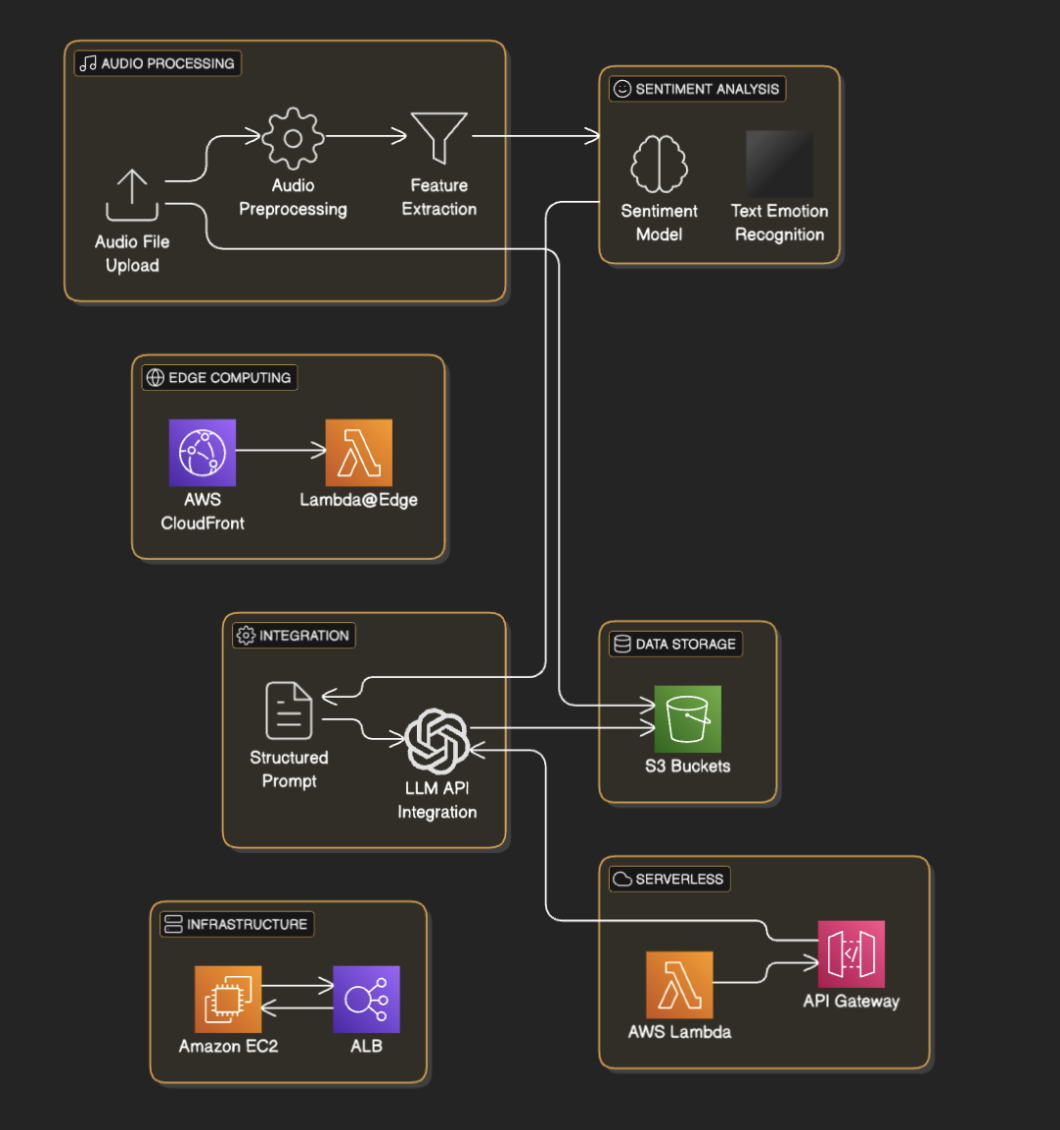 AUDIO PROCESSING
Audio
Preprocessing
Feature
Extraction
Audio File
Upload
SENTIMENT ANALYSIS
Sentiment
Model
Text Emotion
Recognition
EDGE COMPUTING
AWS
CloudFront
Lambda@Edge
INTEGRATION
Structured
Prompt
LLM API
Integration
DATA STORAGE
S3 Buckets
INFRASTRUCTURE
Amazon EC2
ALB
SERVERLESS
AWS Lambda
API Gateway